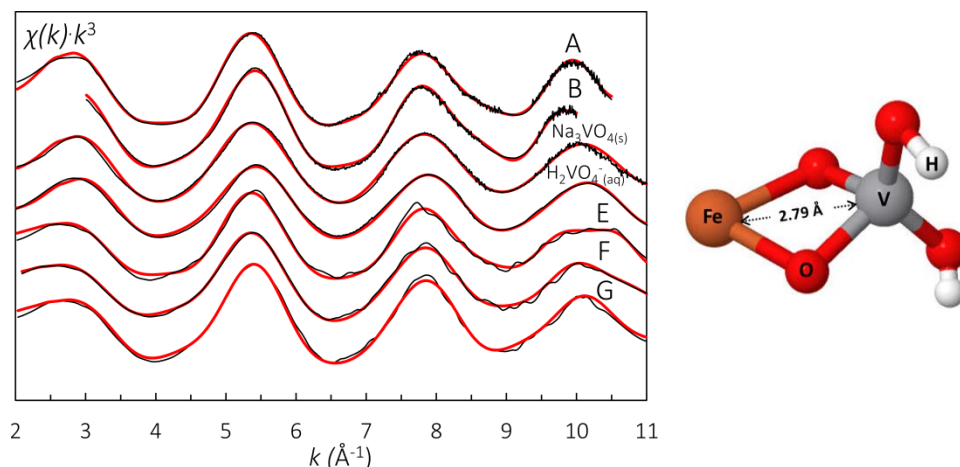 χ(k)·k³
A
B
Na₃VO₄₍ₛ₎
H₂VO₄⁻₍ₐq₎
E
F
G
2 3 4 5 6 7 8 9 10 11
k (Å⁻¹)
H
Fe
2.79 Å
V
O